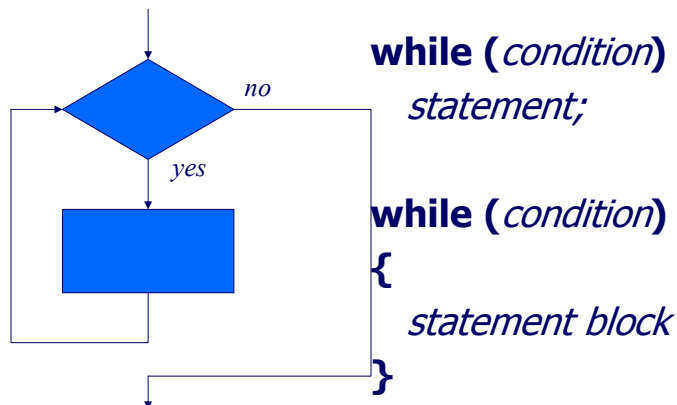 no
yes
while (condition)
statement;
while (condition)
{
statement block
}